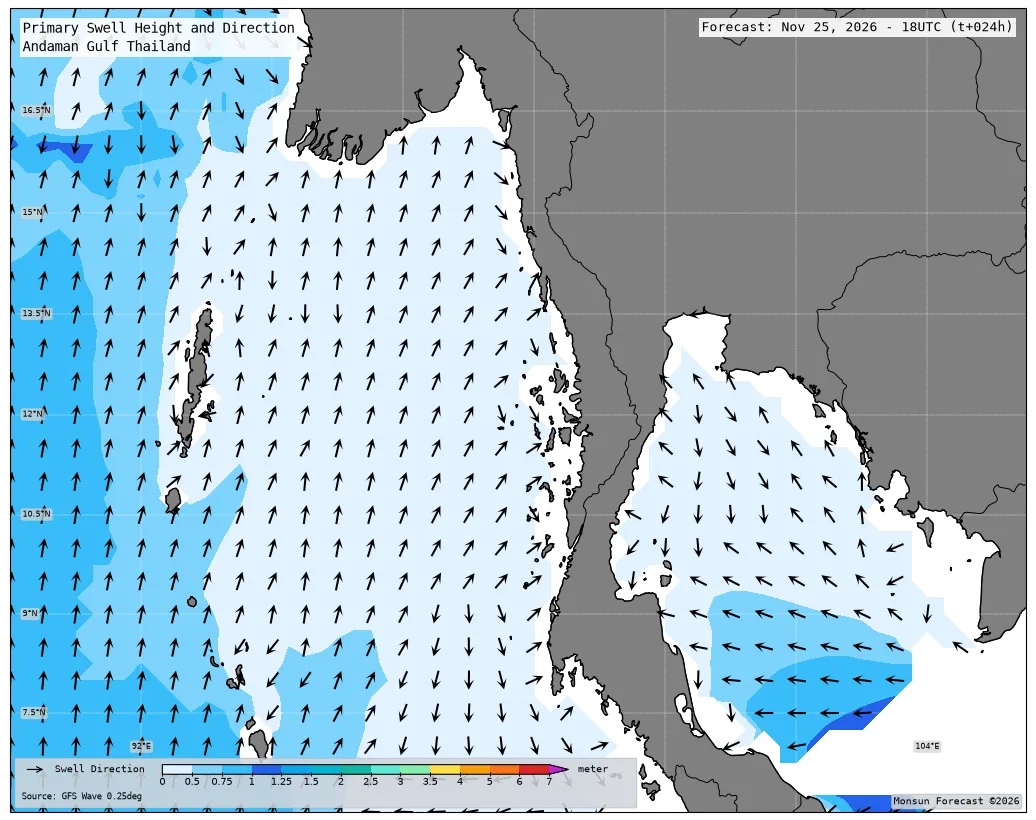 Primary Swell Height and Direction
Andaman Gulf Thailand
Forecast: Nov 25, 2026 - 18UTC (t+024h)
16.5°N
15°N
13.5°N
12°N
10.5°N
9°N
7.5°N
92°E
104°E
Swell Direction
meter
0 0.5 0.75 1.25 1.5 2 2.5 3 3.5 4 5 6 7
Source: GFS Wave 0.25deg
Monsun Forecast ©2026